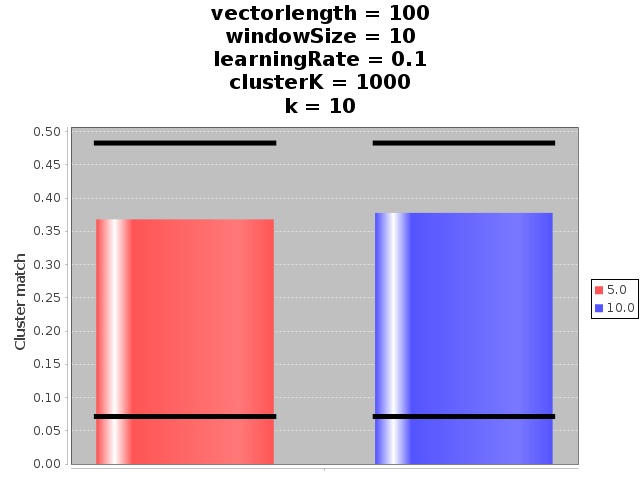 vectorlength = 100
windowSize = 10
learningRate = 0.1
clusterK = 1000
k = 10
0.50
0.45
0.40
0.35
0.30
0.25
0.20
0.15
0.10
0.05
0.00
Cluster match
5.0
10.0